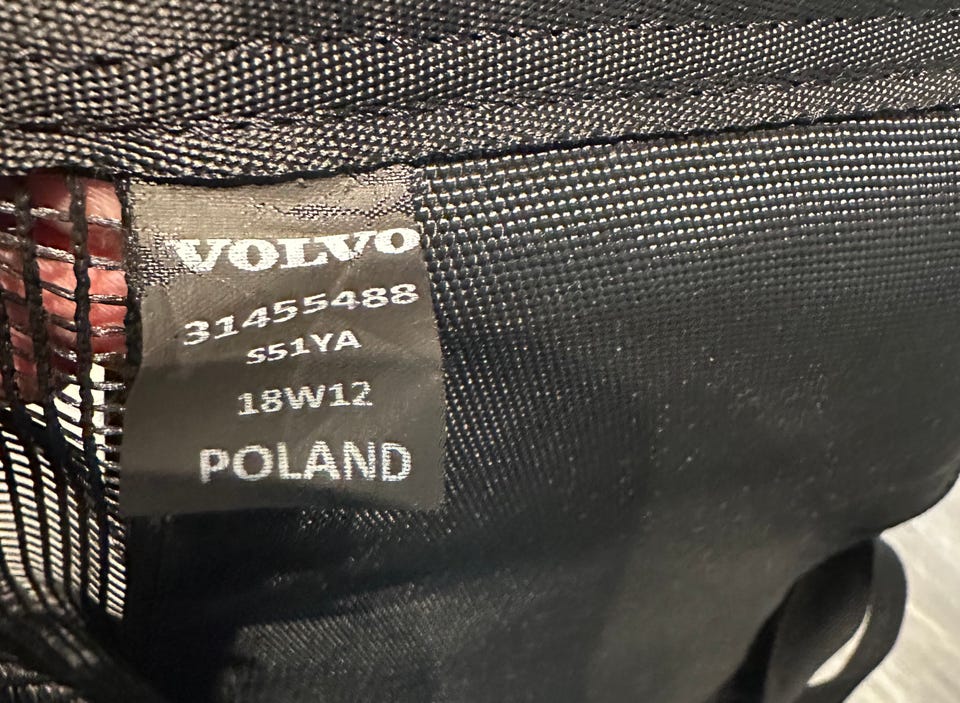 VOLVO
31455488
S51YA
18W12
POLAND